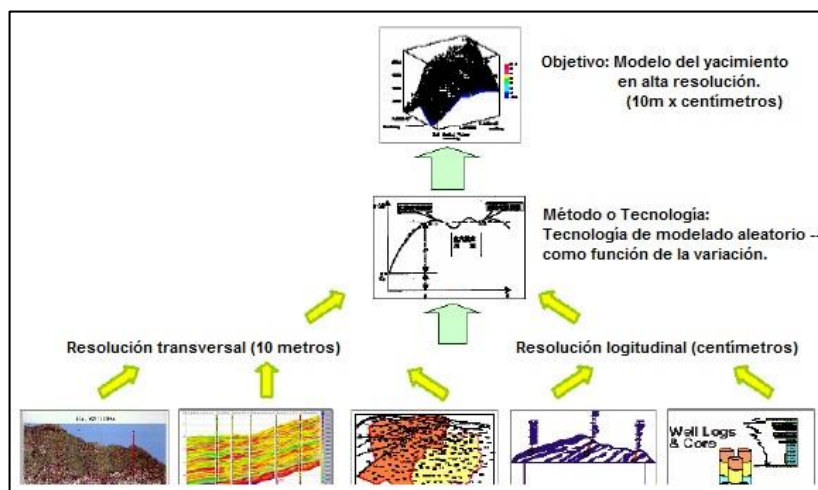 Objetivo: Modelo del yacimiento
en alta resolución.
(10m x centímetros)
Método o Tecnología:
Tecnología de modelado aleatorio --
como función de la variación.
Resolución transversal (10 metros)
Resolución logitudinal (centímetros)
Well Logs
& Core